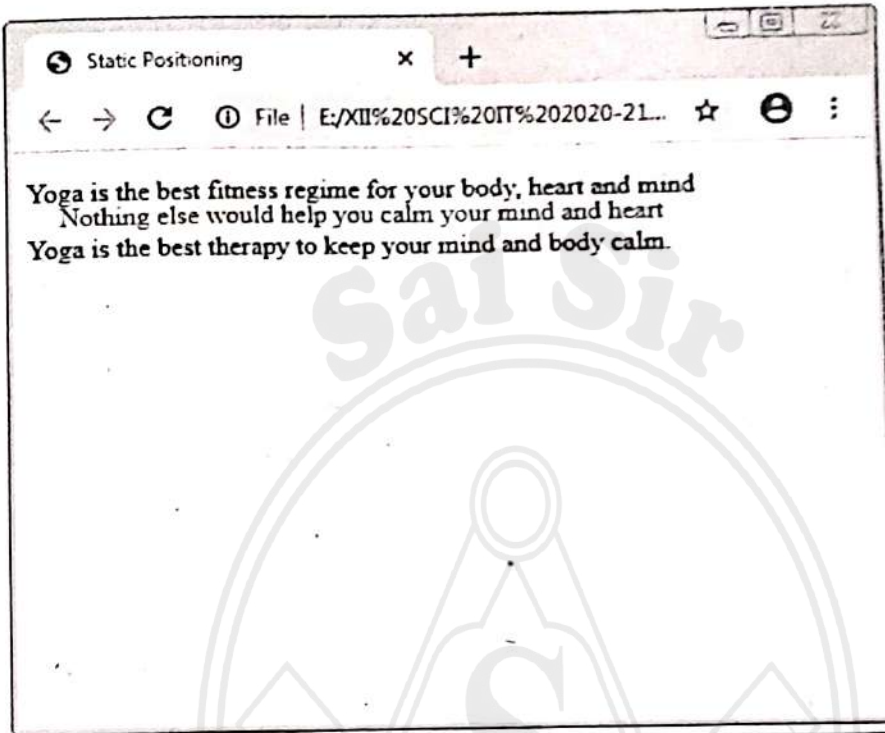 Static Positioning × +
File | E:/XII%20SCI%20IT%202020-21...
Yoga is the best fitness regime for your body, heart and mind
Nothing else would help you calm your mind and heart
Yoga is the best therapy to keep your mind and body calm.
Sal Sir
S